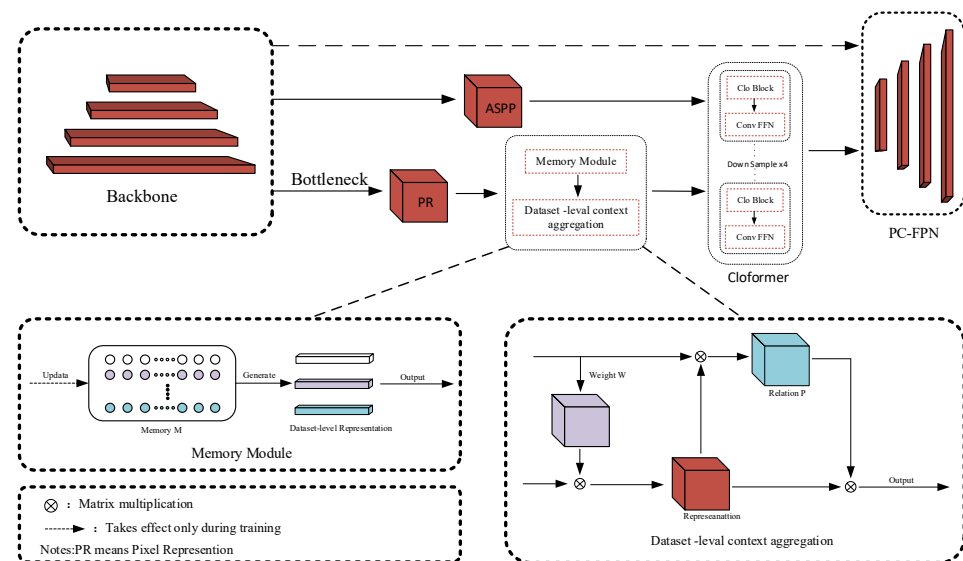 Backbone
Bottleneck
ASPP
PR
Memory Module
Dataset -leval context
aggregation
Clo Block
Conv FFN
Down Sample x4
Clo Block
Conv FFN
Cloformer
PC-FPN
Updata
Memory M
Generate
Dataset-level Representation
Output
Memory Module
Weight W
Relation P
Represeanattion
Output
Dataset -leval context aggregation
: Matrix multiplication
: Takes effect only during training
Notes:PR means Pixel Represention